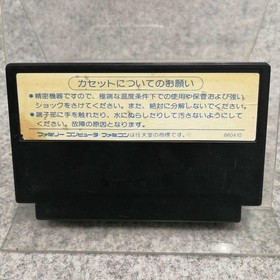 カセットについてのお願い
●精密機器ですので、極端な温度条件下での使用や保管および強い
ショックをさけてください。また、絶対に分解しないでください。
●端子部に手を触れたり、水にぬらしたりして汚さないようにして
ください。故障の原因となります。
ファミリーコンピュータ・ファミコンは任天堂の商標です。